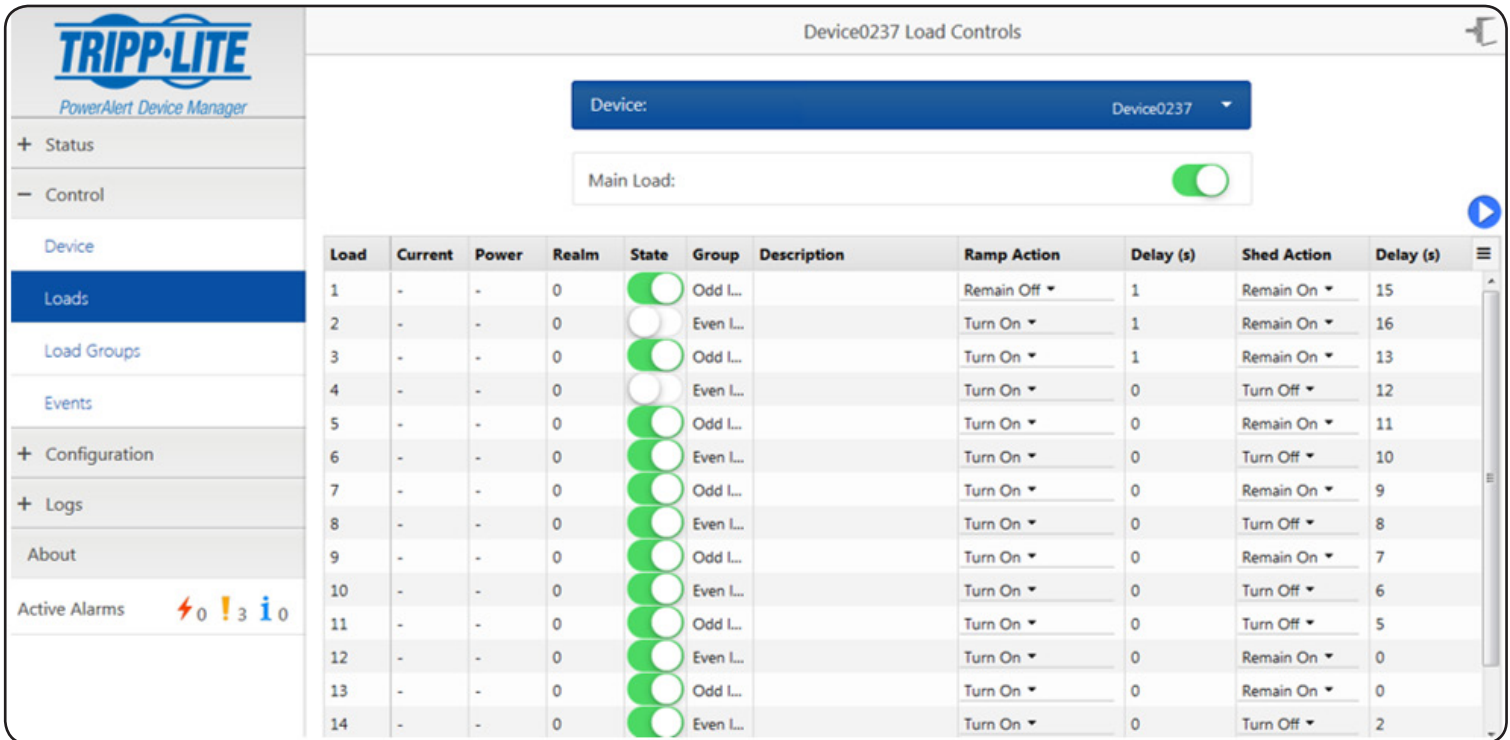 TRIPP·LITE
PowerAlert Device Manager
+ Status
− Control
Device
Loads
Load Groups
Events
+ Configuration
+ Logs
About
Active Alarms 0 3 0
Device0237 Load Controls
Device: Device0237
Main Load:
Load Current Power Realm State Group Description Ramp Action Delay (s) Shed Action Delay (s)
1 - - 0 Odd l... Remain Off 1 Remain On 15
2 - - 0 Even l... Turn On 1 Remain On 16
3 - - 0 Odd l... Turn On 1 Remain On 13
4 - - 0 Even l... Turn On 0 Turn Off 12
5 - - 0 Odd l... Turn On 0 Remain On 11
6 - - 0 Even l... Turn On 0 Turn Off 10
7 - - 0 Odd l... Turn On 0 Remain On 9
8 - - 0 Even l... Turn On 0 Turn Off 8
9 - - 0 Odd l... Turn On 0 Remain On 7
10 - - 0 Even l... Turn On 0 Turn Off 6
11 - - 0 Odd l... Turn On 0 Turn Off 5
12 - - 0 Even l... Turn On 0 Remain On 0
13 - - 0 Odd l... Turn On 0 Remain On 0
14 - - 0 Even l... Turn On 0 Turn Off 2